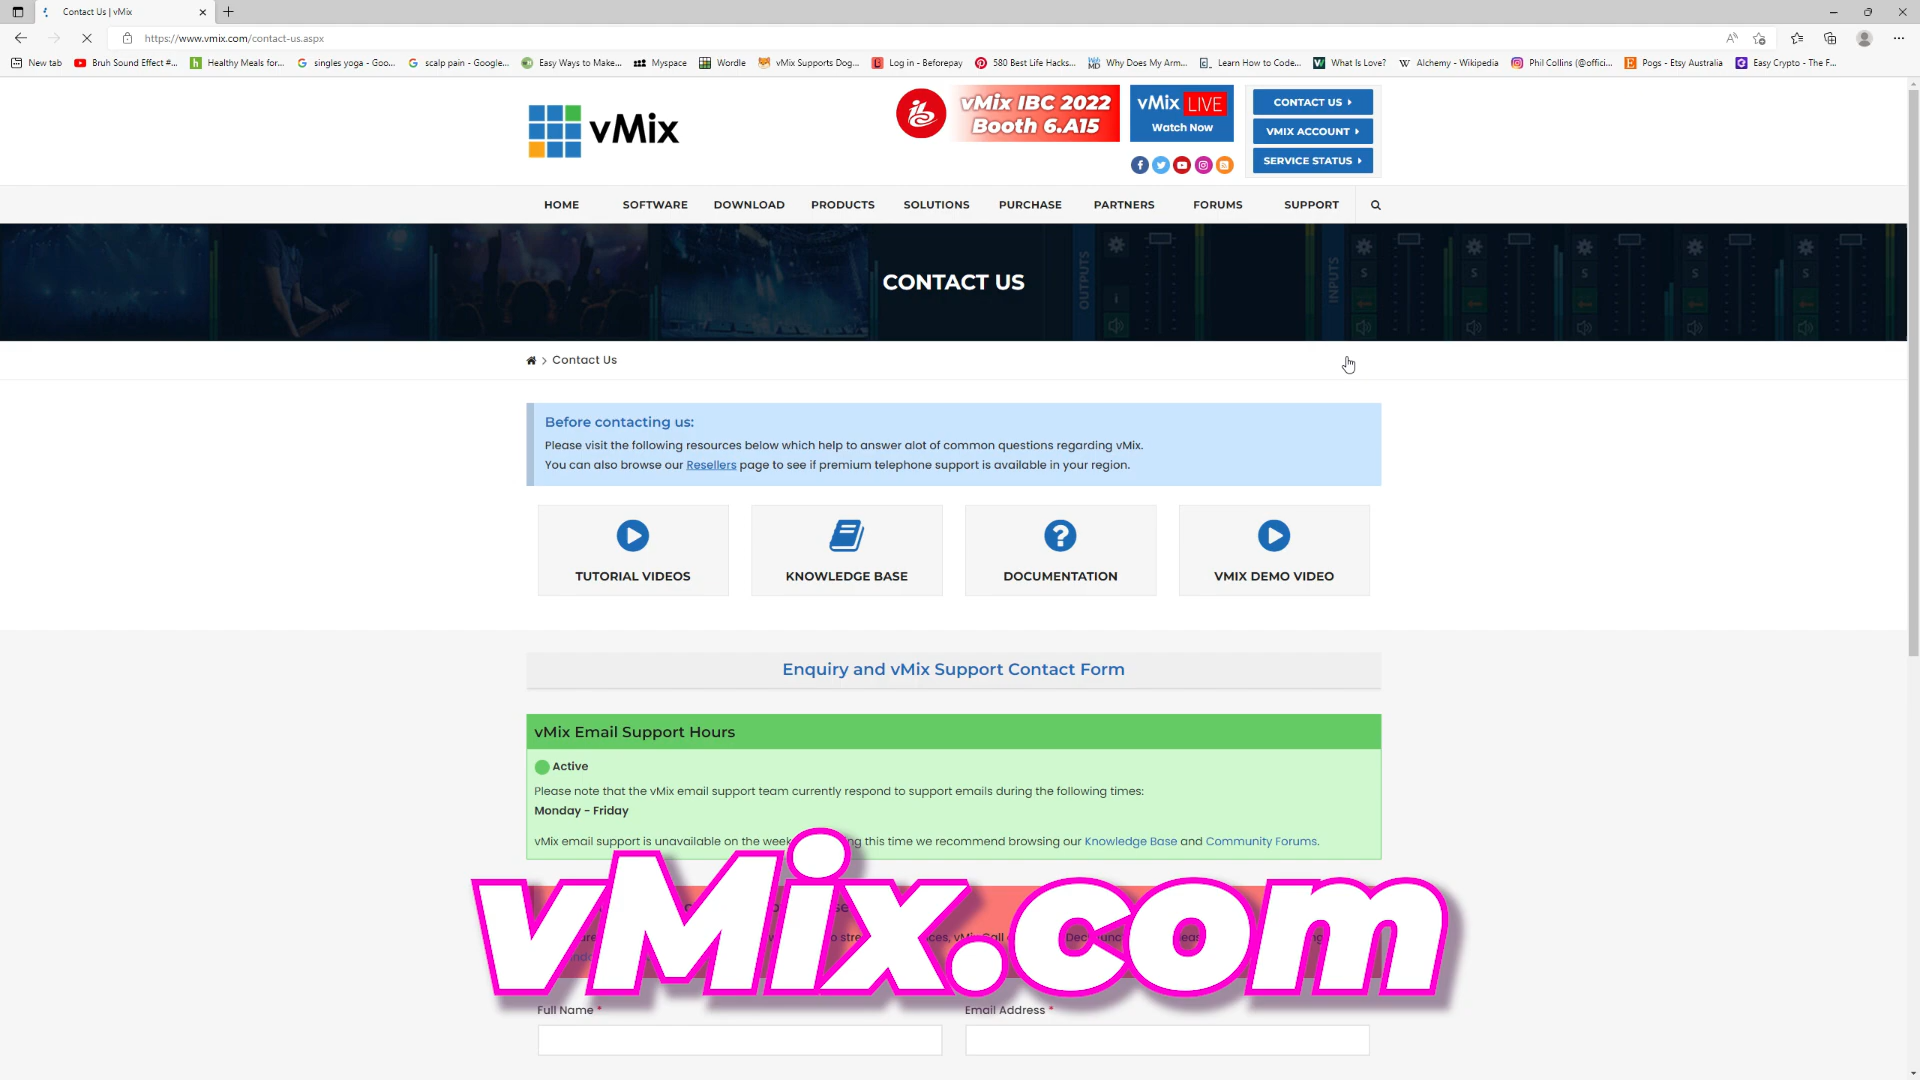 Contact Us | vMix
https://www.vmix.com/contact-us.aspx
New tab
Bruh Sound Effect #...
Healthy Meals for...
singles yoga - Goo...
scalp pain - Google...
Easy Ways to Make...
Myspace
Wordle
vMix Supports Dog...
Log in - Beforepay
580 Best Life Hacks...
Why Does My Arm...
Learn How to Code...
What Is Love?
Alchemy - Wikipedia
Phil Collins (@offici...
Pogs - Etsy Australia
Easy Crypto - The F...
vMix
vMix IBC 2022
Booth 6.A15
vMix LIVE
Watch Now
CONTACT US
VMIX ACCOUNT
SERVICE STATUS
HOME
SOFTWARE
DOWNLOAD
PRODUCTS
SOLUTIONS
PURCHASE
PARTNERS
FORUMS
SUPPORT
OUTPUTS
INPUTS
CONTACT US
Contact Us
Before contacting us:
Please visit the following resources below which help to answer alot of common questions regarding vMix.
You can also browse our Resellers page to see if premium telephone support is available in your region.
TUTORIAL VIDEOS
KNOWLEDGE BASE
DOCUMENTATION
VMIX DEMO VIDEO
Enquiry and vMix Support Contact Form
vMix Email Support Hours
Active
Please note that the vMix email support team currently respond to support emails during the following times:
Monday - Friday
vMix email support is unavailable on the this time we recommend browsing our Knowledge Base and Community Forums.
vMix.com
Full Name *
Email Address *